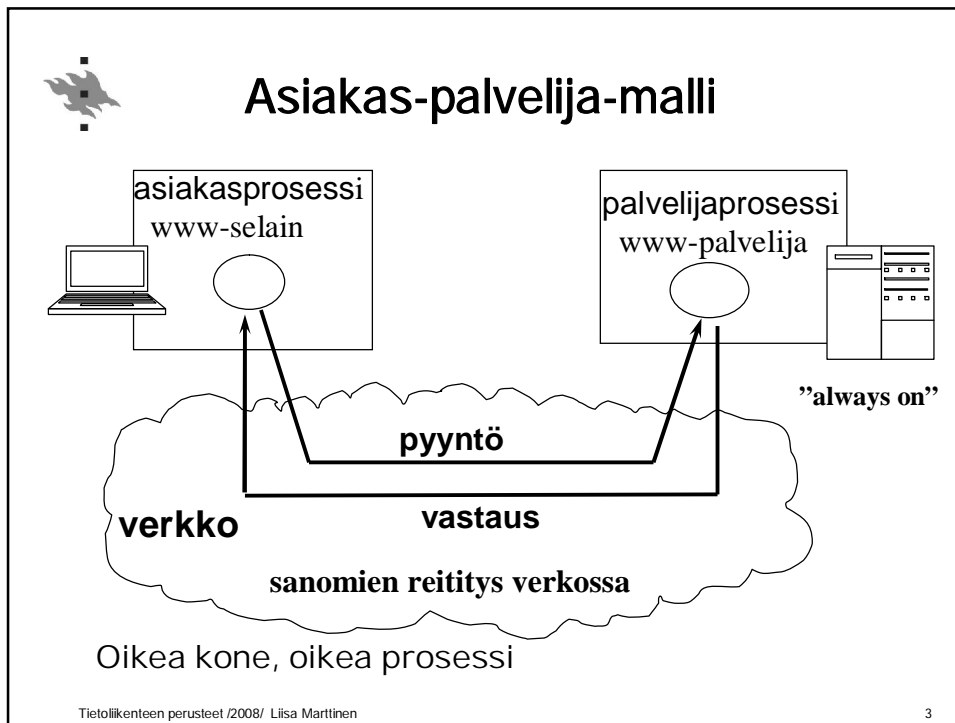 Asiakas-palvelija-malli
asiakasprosessi
www-selain
palvelijaprosessi
www-palvelija
”always on”
pyyntö
vastaus
verkko
sanomien reititys verkossa
Oikea kone, oikea prosessi
Tietoliikenteen perusteet /2008/ Liisa Marttinen
3